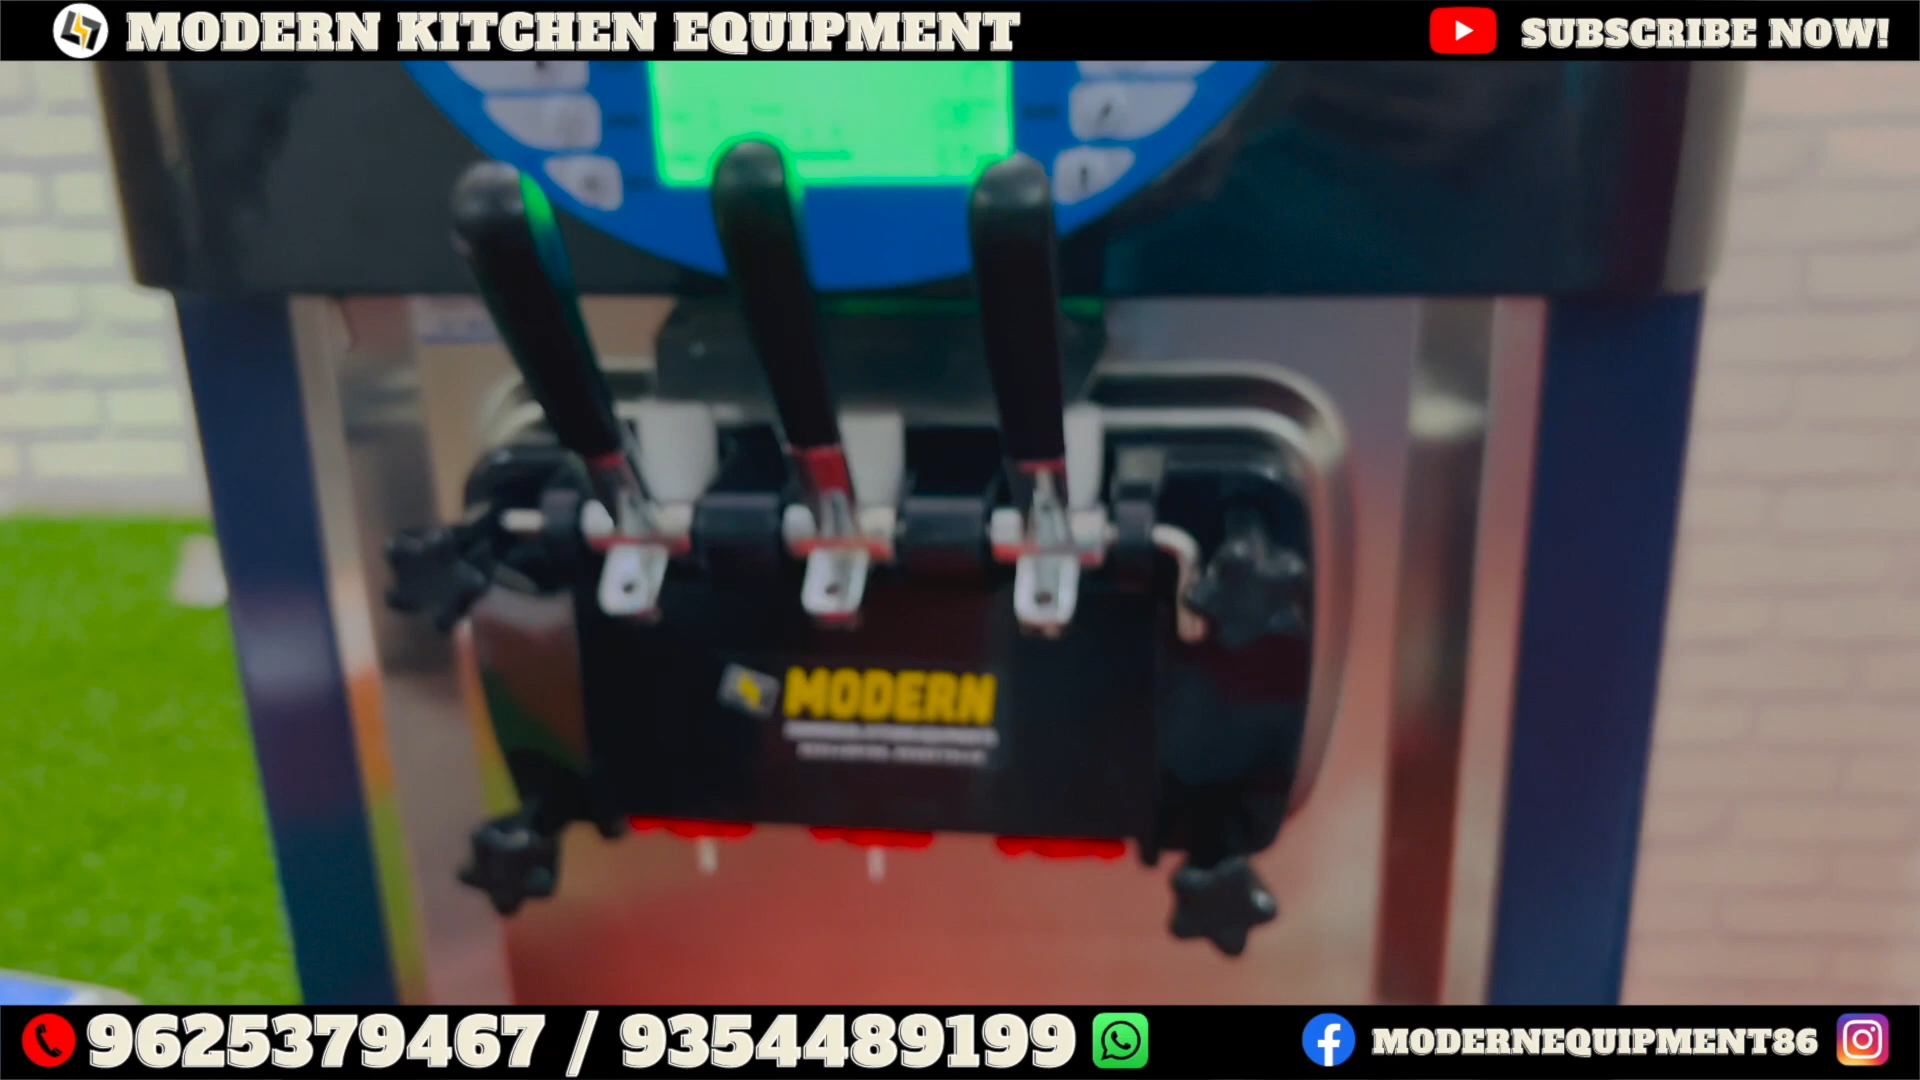 MODERN KITCHEN EQUIPMENT
SUBSCRIBE NOW!
MODERN
9625379467 / 9354489199
MODERNEQUIPMENT86